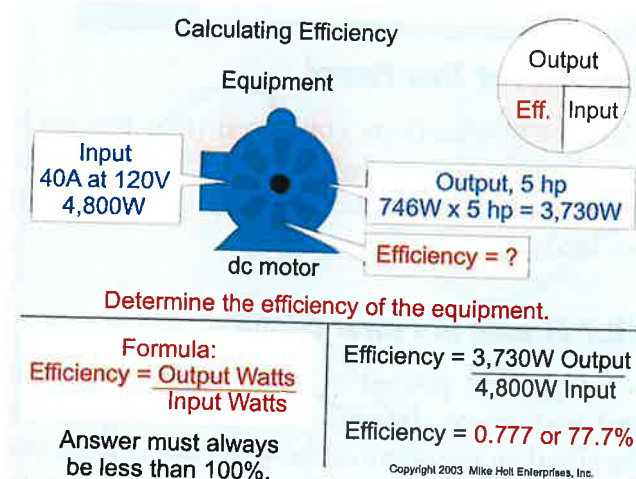 Calculating Efficiency
Equipment
Output
Eff. Input
Input
40A at 120V
4,800W
Output, 5 hp
746W x 5 hp = 3,730W
Efficiency = ?
dc motor
Determine the efficiency of the equipment.
Formula:
Efficiency = Output Watts
Input Watts
Answer must always
be less than 100%.
Efficiency = 3,730W Output
4,800W Input
Efficiency = 0.777 or 77.7%
Copyright 2003 Mike Holt Enterprises, Inc.